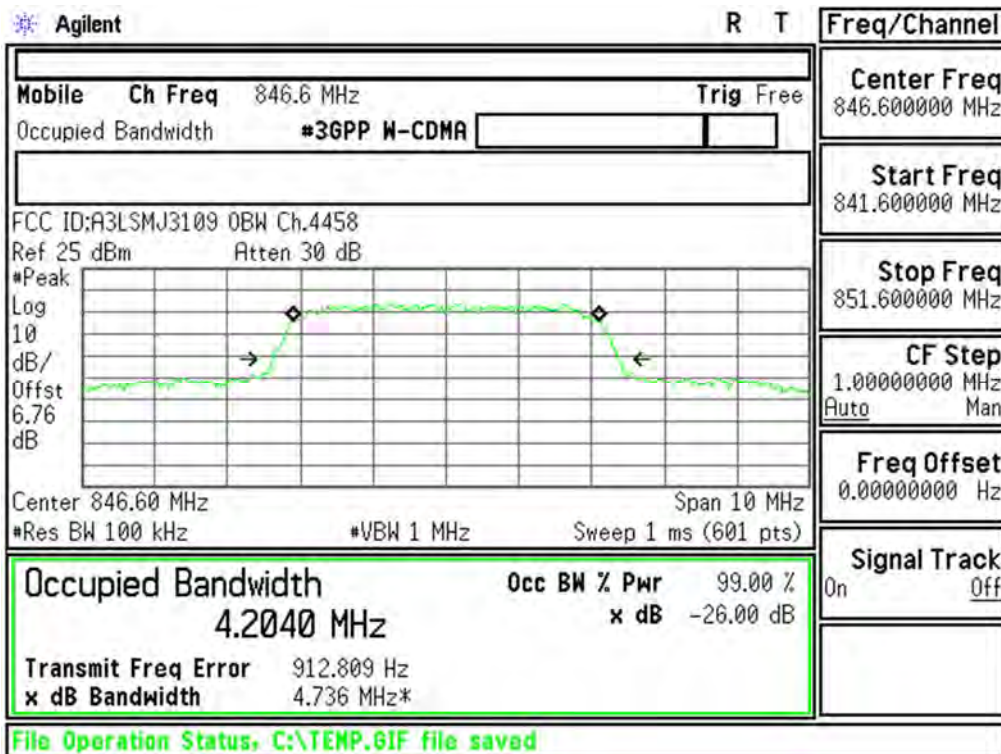 Agilent R T
Mobile Ch Freq 846.6 MHz Trig Free
Occupied Bandwidth #3GPP W-CDMA
FCC ID:A3LSMJ3109 OBW Ch.4458
Ref 25 dBm Atten 30 dB
#Peak
Log
10
dB/
Offst
6.76
dB
Center 846.60 MHz Span 10 MHz
#Res BW 100 kHz #VBW 1 MHz Sweep 1 ms (601 pts)
Occupied Bandwidth
4.2040 MHz
Occ BW % Pwr 99.00 %
x dB -26.00 dB
Transmit Freq Error 912.809 Hz
x dB Bandwidth 4.736 MHz*
File Operation Status, C:\TEMP.GIF file saved
Freq/Channel
Center Freq
846.600000 MHz
Start Freq
841.600000 MHz
Stop Freq
851.600000 MHz
CF Step
1.00000000 MHz
Auto Man
Freq Offset
0.00000000 Hz
Signal Track
On Off